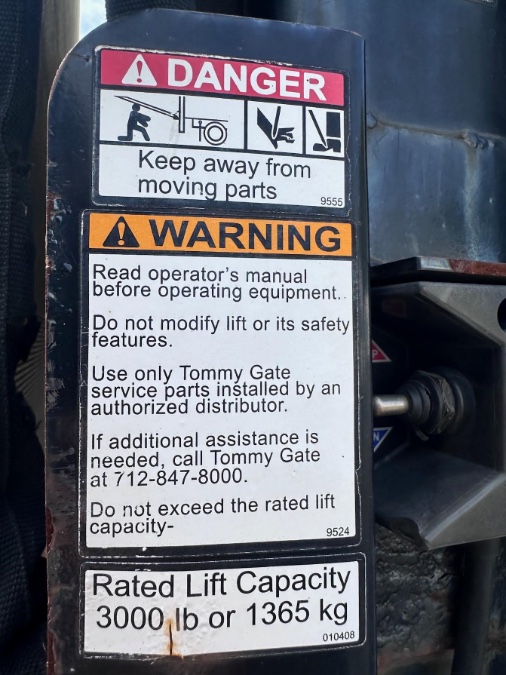 DANGER
Keep away from
moving parts
9555
WARNING
Read operator's manual
before operating equipment.
Do not modify lift or its safety
features.
Use only Tommy Gate
service parts installed by an
authorized distributor.
If additional assistance is
needed, call Tommy Gate
at 712-847-8000.
Do not exceed the rated lift
capacity-
9524
Rated Lift Capacity
3000 lb or 1365 kg
010408